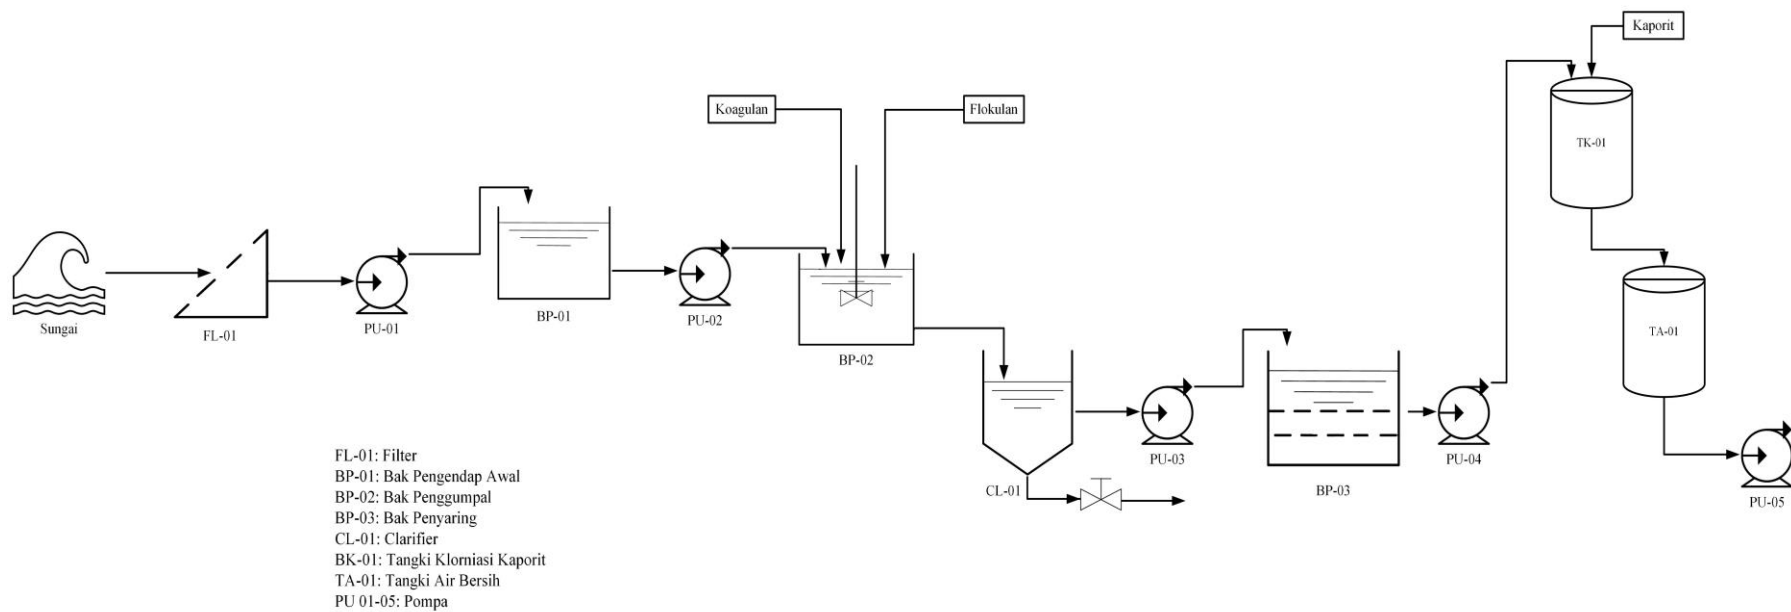 Kaporit
Koagulan
Flokulan
TK-01
Sungai
FL-01
PU-01
BP-01
PU-02
BP-02
TA-01
CL-01
PU-03
BP-03
PU-04
PU-05
FL-01: Filter
BP-01: Bak Pengendap Awal
BP-02: Bak Penggumpal
BP-03: Bak Penyaring
CL-01: Clarifier
BK-01: Tangki Klorniasi Kaporit
TA-01: Tangki Air Bersih
PU 01-05: Pompa